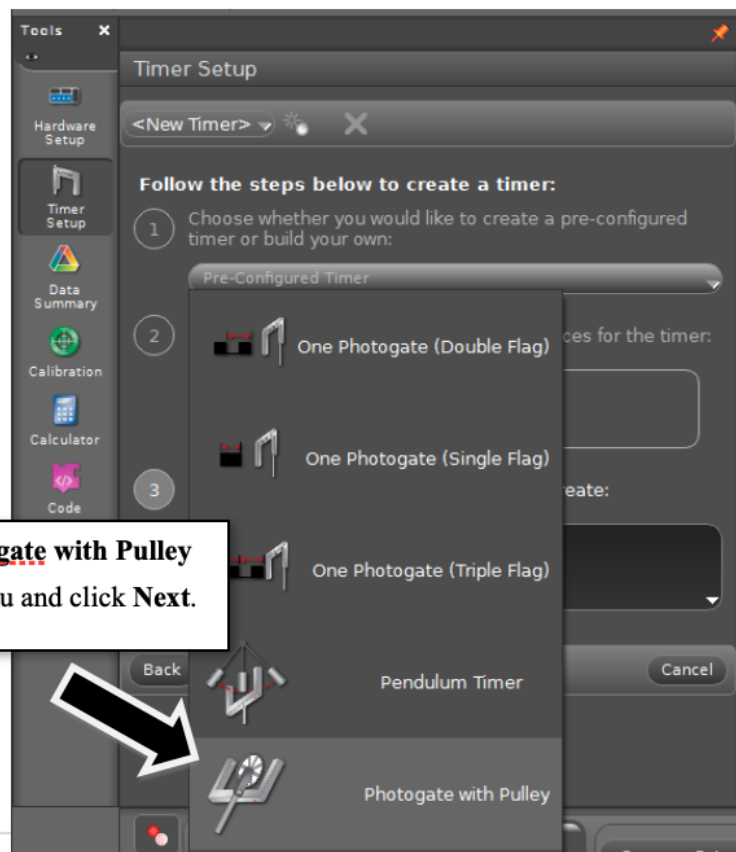 Tools
Timer Setup
Hardware
Setup
<New Timer>
Timer
Setup
Follow the steps below to create a timer:
1
Choose whether you would like to create a pre-configured
timer or build your own:
Pre-Configured Timer
Data
Summary
2
ces for the timer:
One Photogate (Double Flag)
Calibration
Calculator
One Photogate (Single Flag)
3
eate:
Code
gate with Pulley
u and click Next.
One Photogate (Triple Flag)
Back
Pendulum Timer
Cancel
Photogate with Pulley